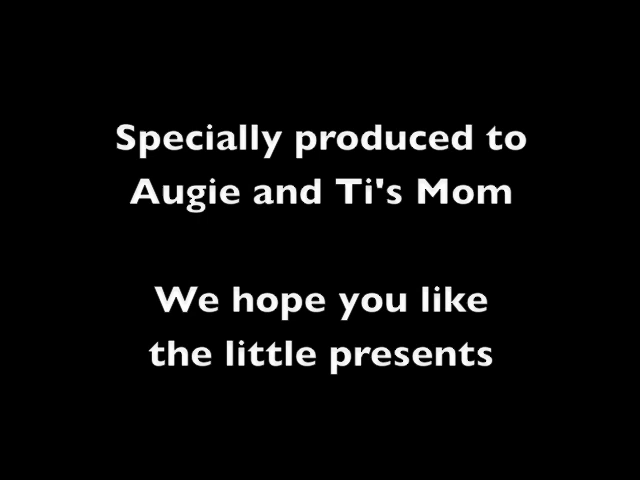 Specially produced to
Augie and Ti's Mom
We hope you like
the little presents